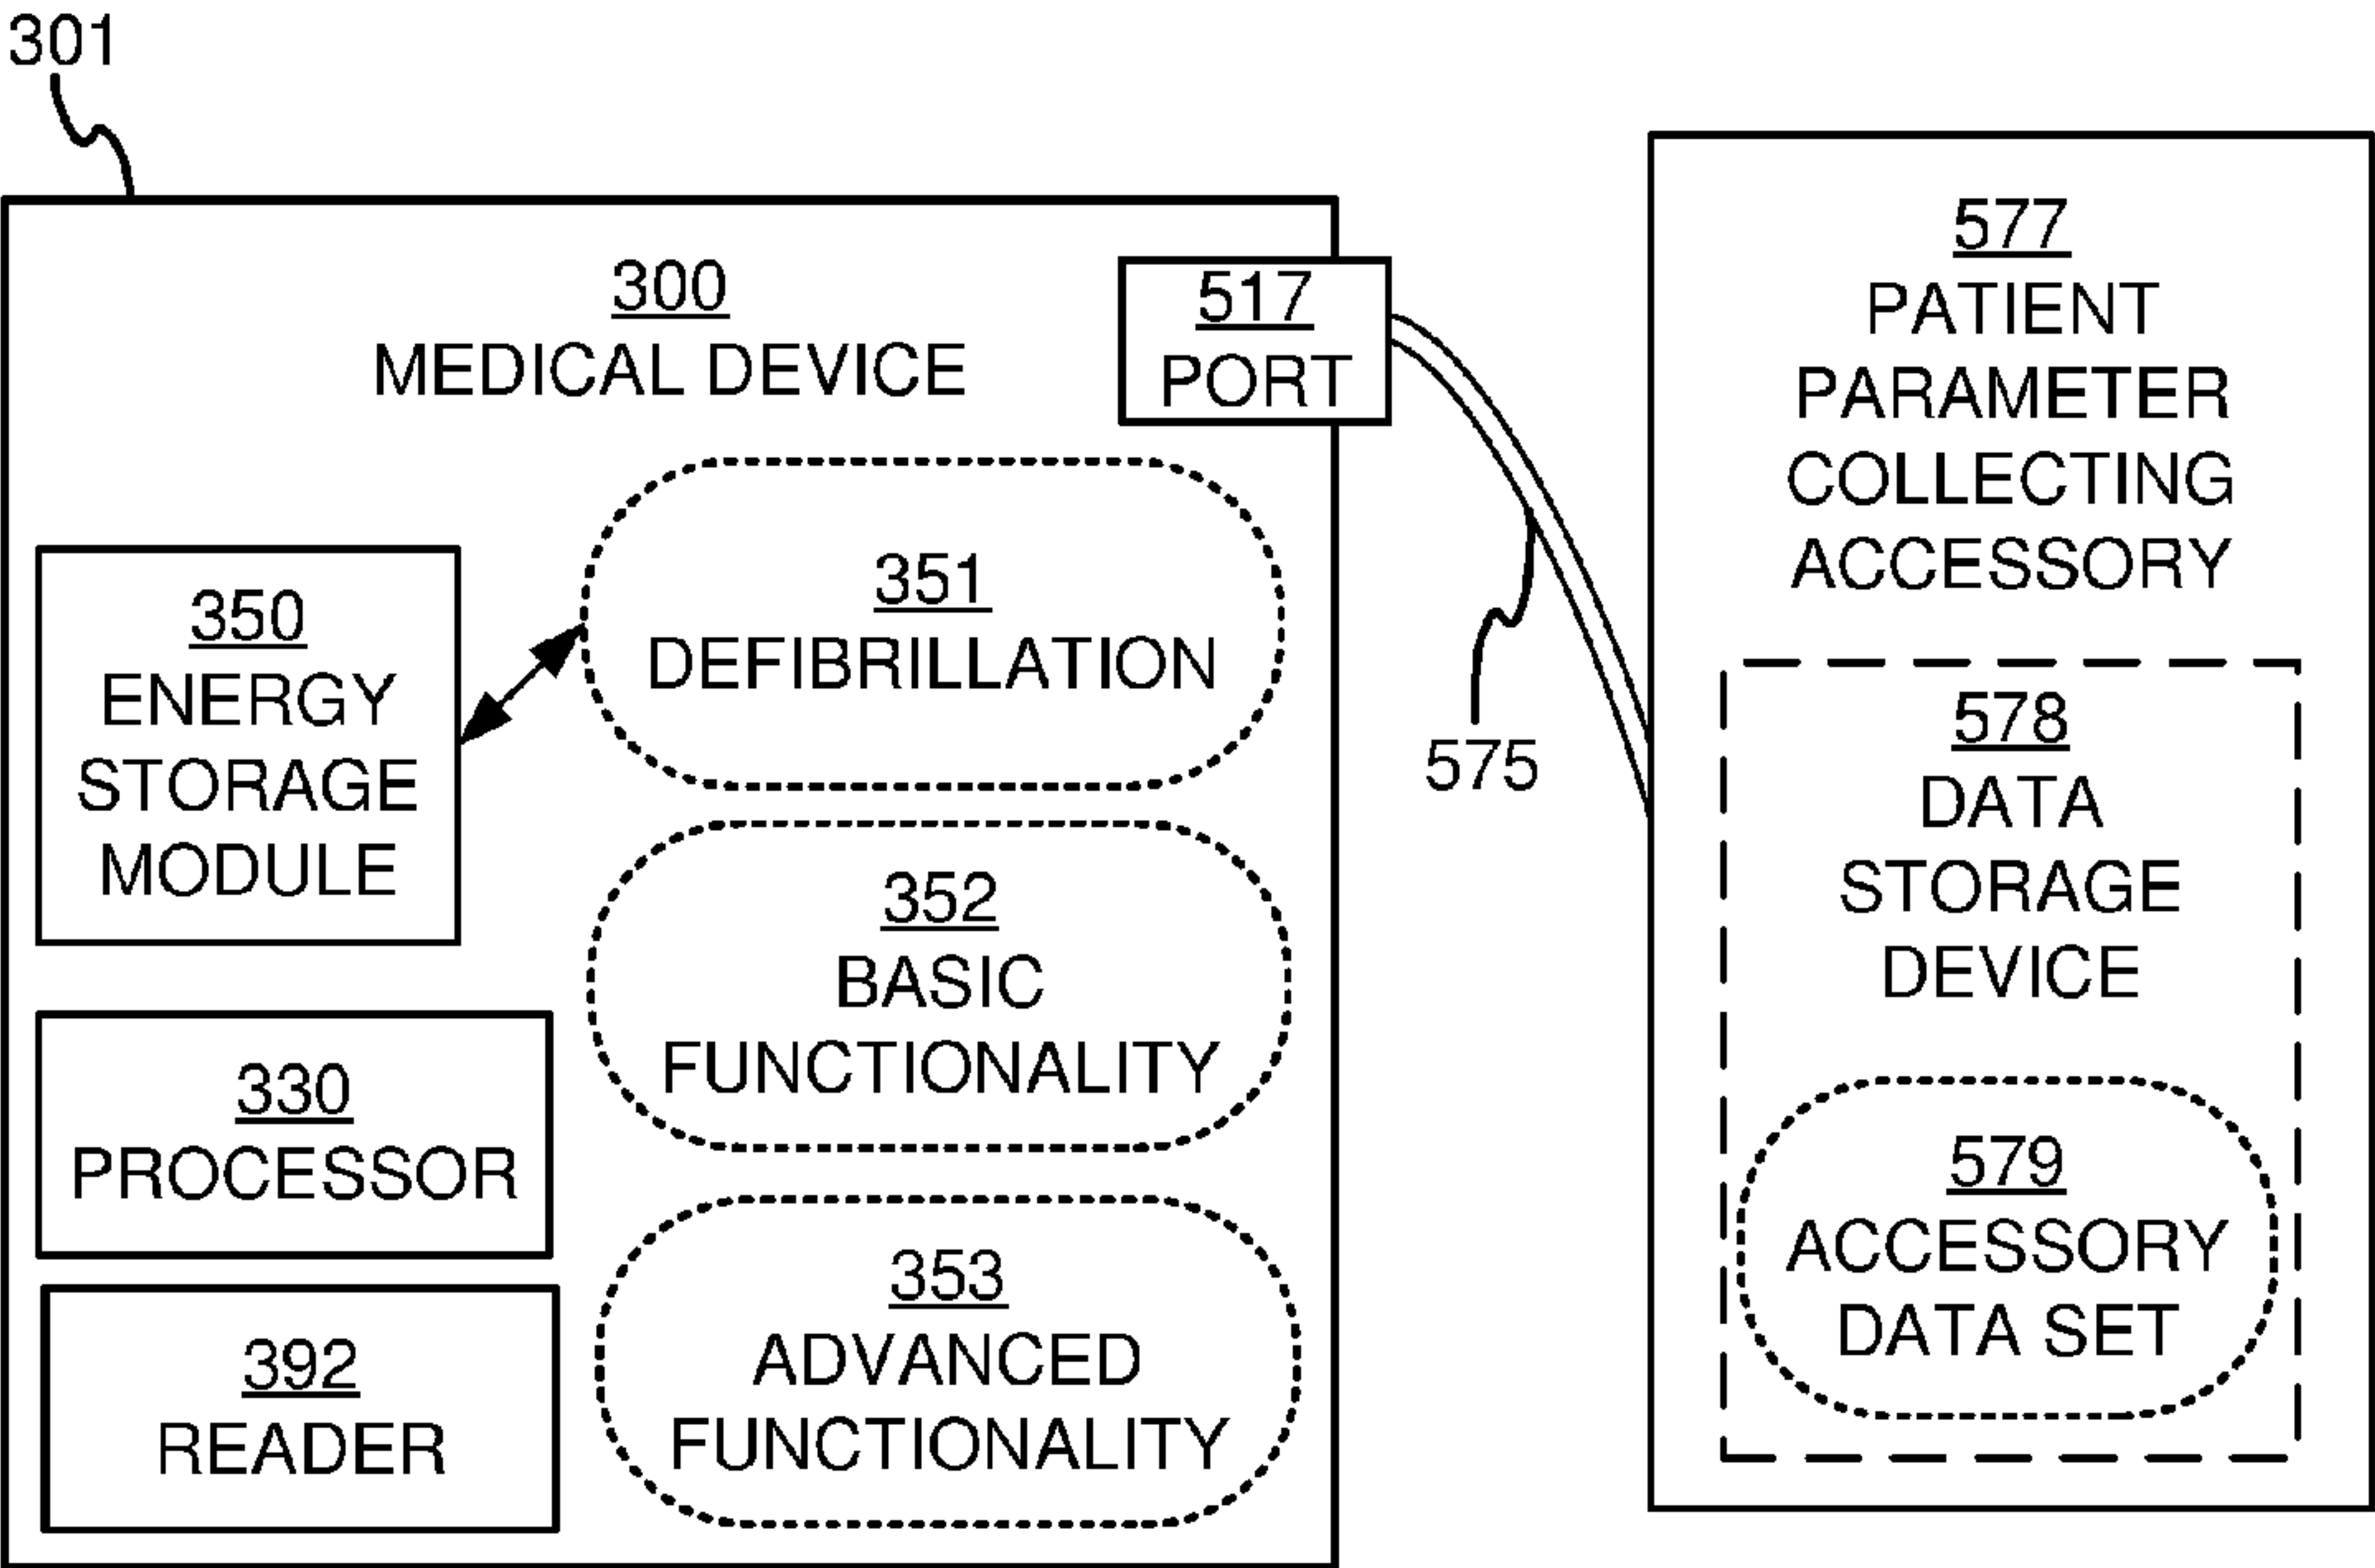 301
300
MEDICAL DEVICE
517
PORT
351
DEFIBRILLATION
350
ENERGY
STORAGE
MODULE
352
BASIC
FUNCTIONALITY
330
PROCESSOR
353
ADVANCED
FUNCTIONALITY
392
READER
575
577
PATIENT
PARAMETER
COLLECTING
ACCESSORY
578
DATA
STORAGE
DEVICE
579
ACCESSORY
DATA SET